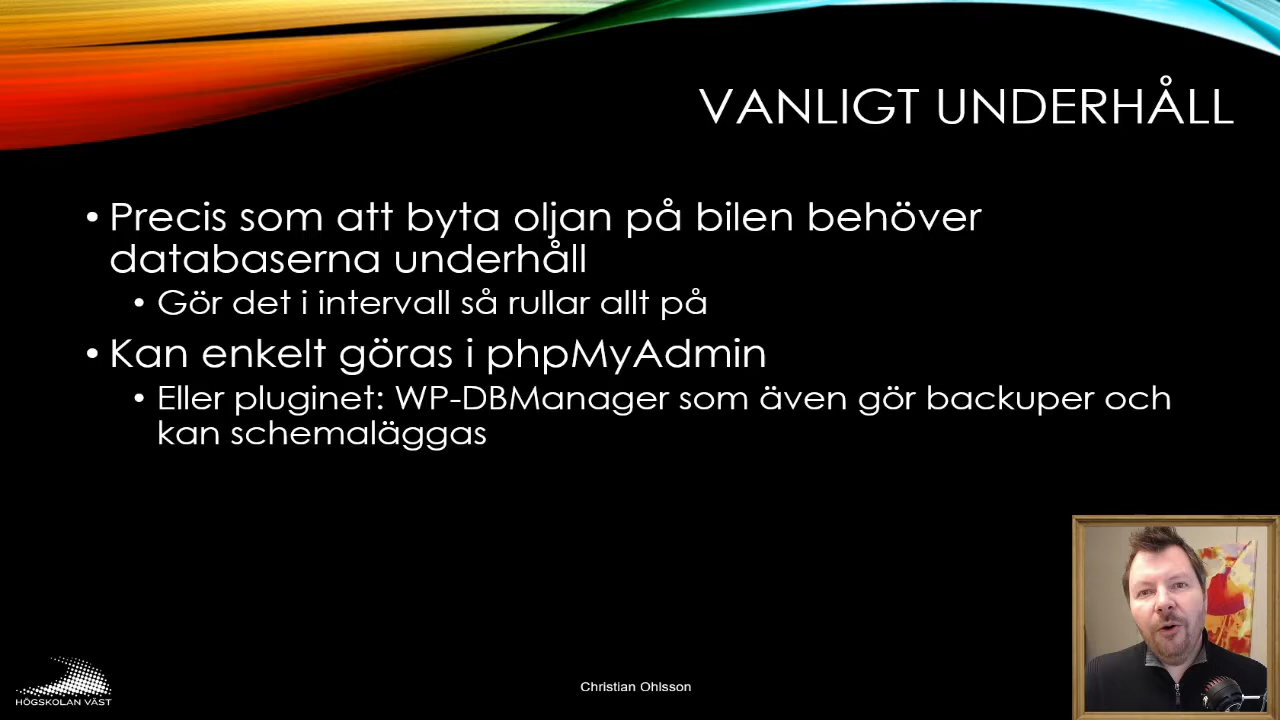 VANLIGT UNDERHÅLL
• Precis som att byta oljan på bilen behöver
databaserna underhåll
• Gör det i intervall så rullar allt på
• Kan enkelt göras i phpMyAdmin
• Eller pluginet: WP-DBManager som även gör backuper och
kan schemaläggas
HÖGSKOLAN VÄST
Christian Ohlsson